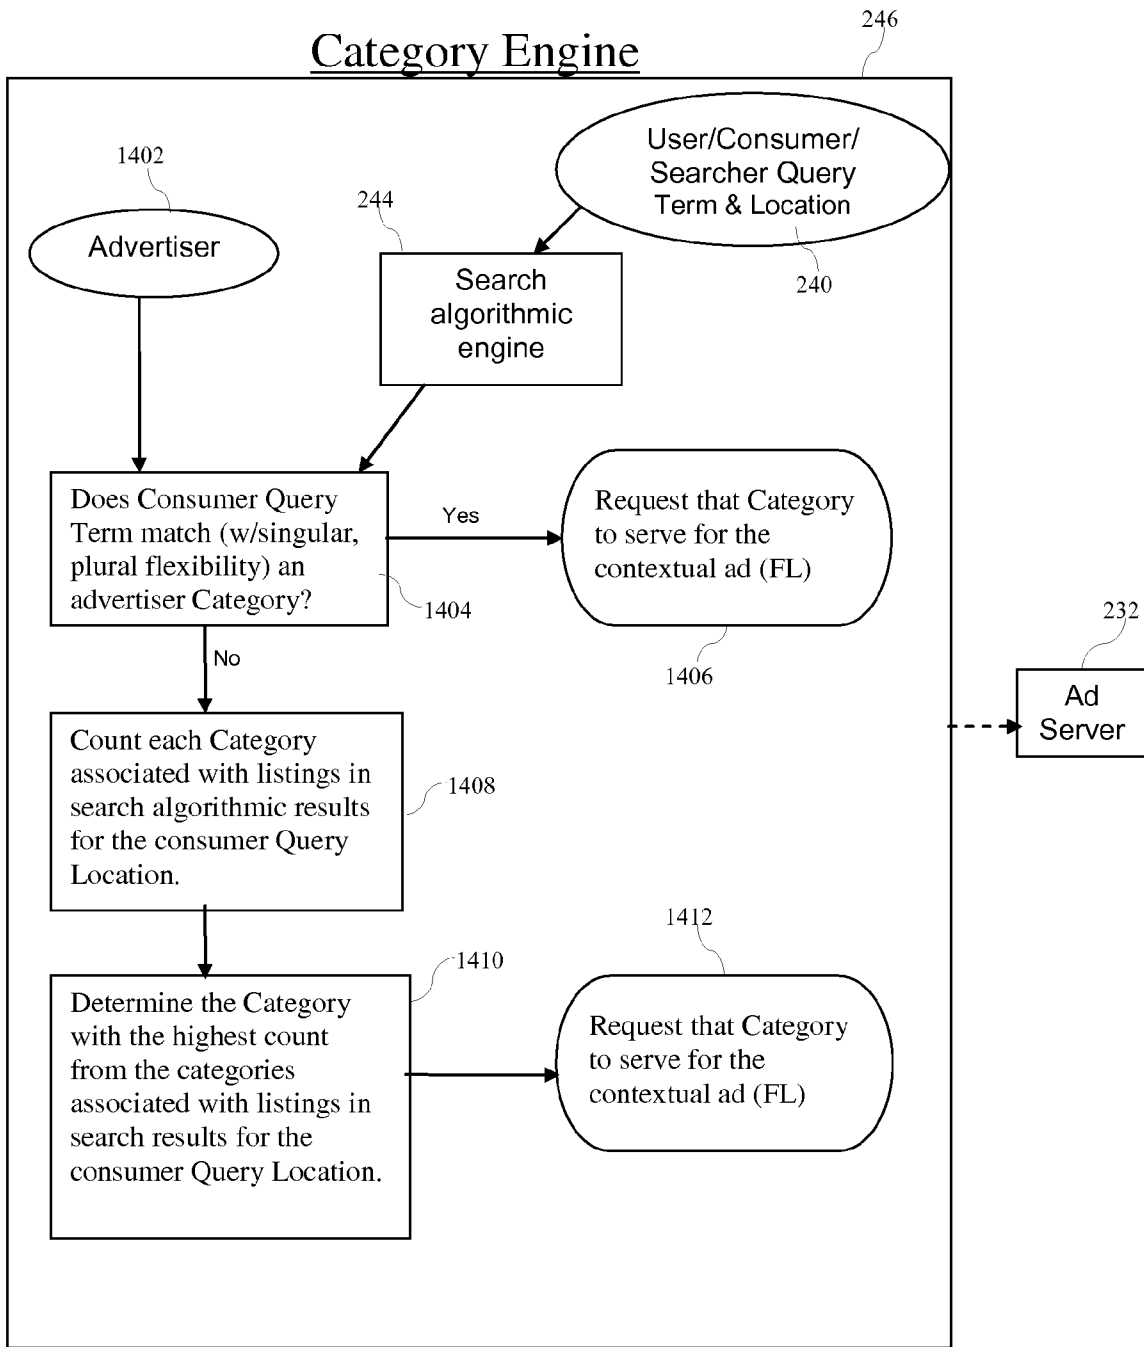 246
Category Engine
User/Consumer/
Searcher Query
Term & Location
240
1402
Advertiser
244
Search
algorithmic
engine
Does Consumer Query
Term match (w/singular,
plural flexibility) an
advertiser Category?
1404
Yes
Request that Category
to serve for the
contextual ad (FL)
1406
No
232
Ad
Server
Count each Category
associated with listings in
search algorithmic results
for the consumer Query
Location.
1408
1410
Determine the Category
with the highest count
from the categories
associated with listings in
search results for the
consumer Query Location.
1412
Request that Category
to serve for the
contextual ad (FL)